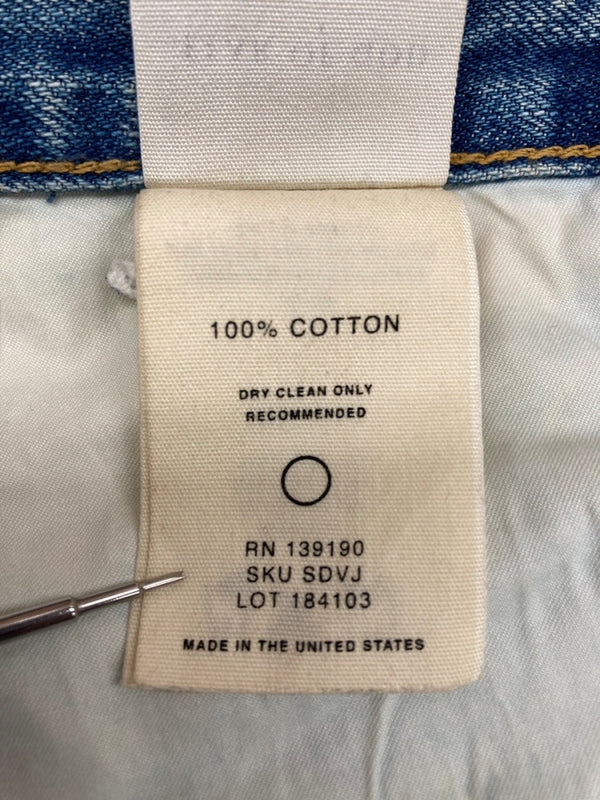 100% COTTON
DRY CLEAN ONLY
RECOMMENDED
RN 139190
SKU SDVJ
LOT 184103
MADE IN THE UNITED STATES